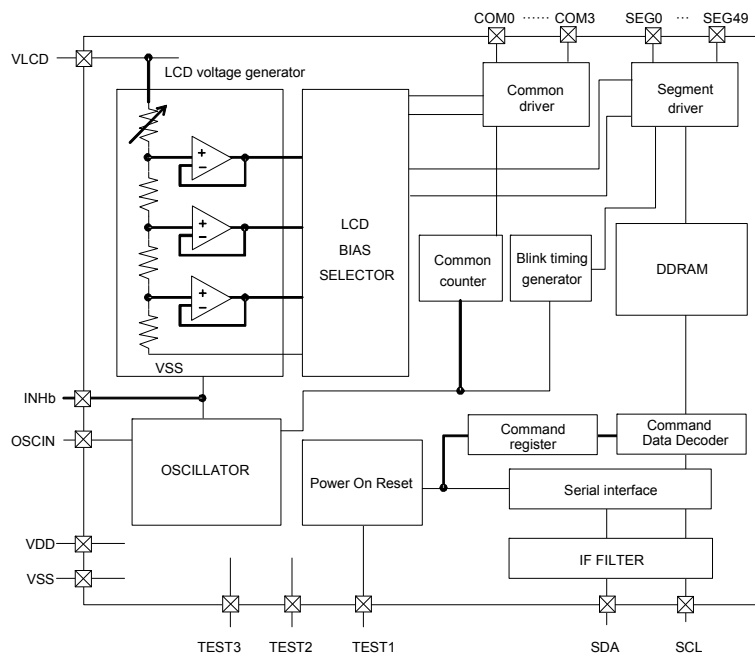 COM0 ······ COM3 SEG0 ··· SEG49
VLCD
LCD voltage generator
Common
driver
Segment
driver
+
−
+
−
+
−
LCD
BIAS
SELECTOR
Common
counter
Blink timing
generator
DDRAM
VSS
INHb
OSCIN
OSCILLATOR
Power On Reset
Command
register
Command
Data Decoder
Serial interface
IF FILTER
VDD
VSS
TEST3 TEST2 TEST1 SDA SCL